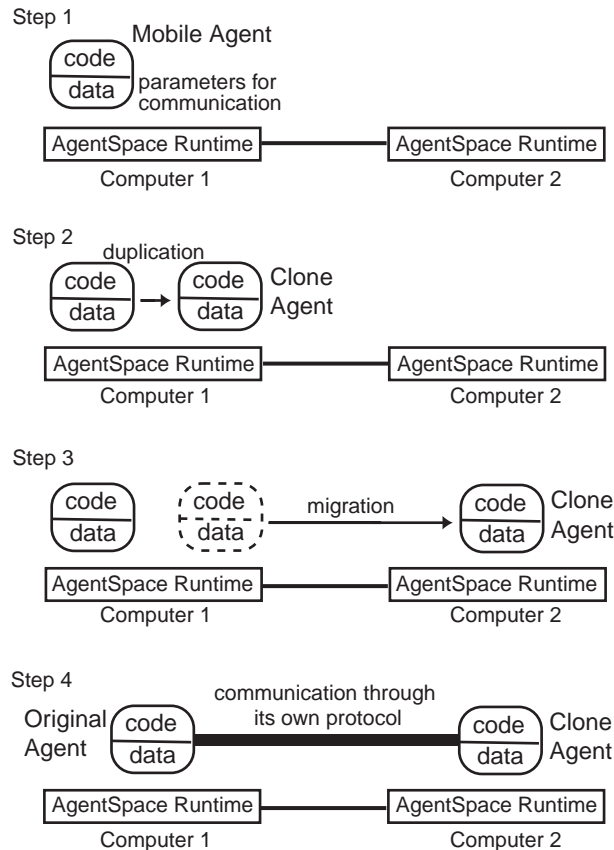 Step 1
Mobile Agent
code
data
parameters for
communication
AgentSpace Runtime
AgentSpace Runtime
Computer 1
Computer 2
Step 2
duplication
code
data
code
data
Clone
Agent
AgentSpace Runtime
AgentSpace Runtime
Computer 1
Computer 2
Step 3
code
data
code
data
migration
code
data
Clone
Agent
AgentSpace Runtime
AgentSpace Runtime
Computer 1
Computer 2
Step 4
Original
Agent
code
data
communication through
its own protocol
code
data
Clone
Agent
AgentSpace Runtime
AgentSpace Runtime
Computer 1
Computer 2